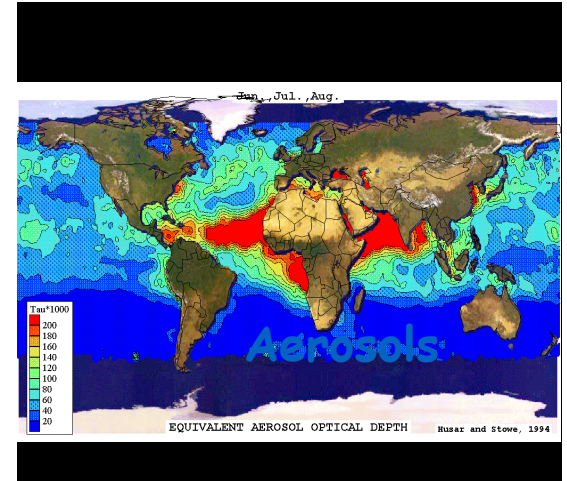 Jun.,Jul.,Aug.
Tau*1000
200
180
160
140
120
100
80
60
40
20
Aerosols
EQUIVALENT AEROSOL OPTICAL DEPTH
Husar and Stowe, 1994